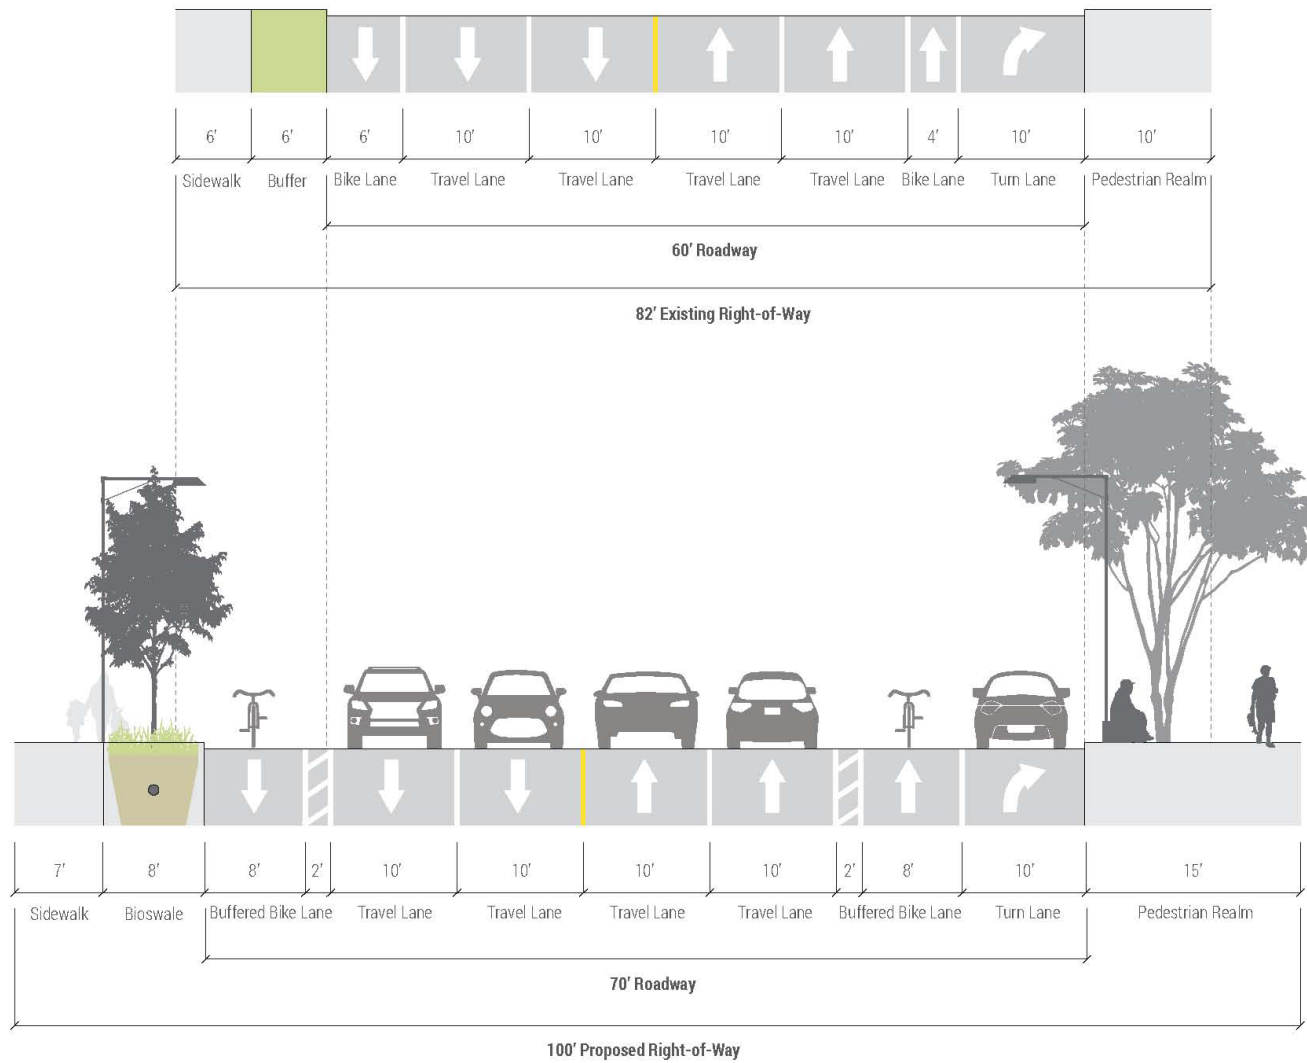 6' 6' 6' 10' 10' 10' 10' 4' 10' 10'
Sidewalk Buffer Bike Lane Travel Lane Travel Lane Travel Lane Travel Lane Bike Lane Turn Lane Pedestrian Realm
60' Roadway
82' Existing Right-of-Way
7' 8' 8' 2' 10' 10' 10' 10' 2' 8' 10' 15'
Sidewalk Bioswale Buffered Bike Lane Travel Lane Travel Lane Travel Lane Travel Lane Buffered Bike Lane Turn Lane Pedestrian Realm
70' Roadway
100' Proposed Right-of-Way